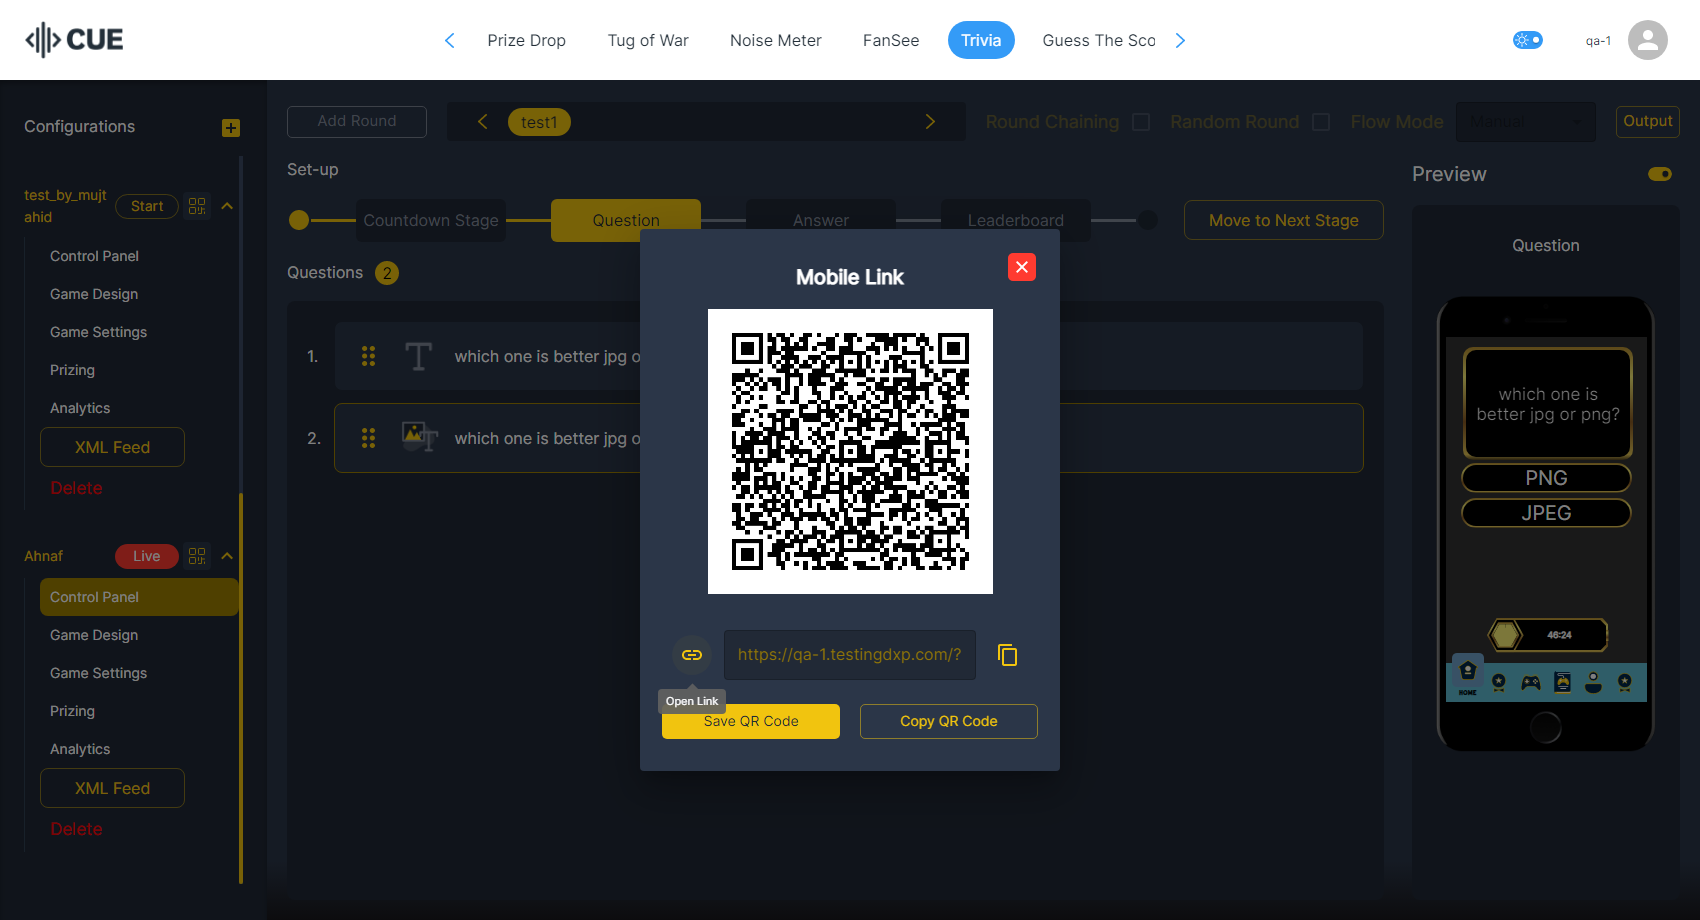 CUE
Prize Drop
Tug of War
Noise Meter
FanSee
Trivia
Guess The Sco
qa-1
Configurations
Add Round
test1
Round Chaining
Random Round
Flow Mode
Manual
Output
Set-up
Preview
test_by_mujt
ahid
Start
Countdown Stage
Question
Answer
Leaderboard
Move to Next Stage
Control Panel
Game Design
Game Settings
Prizing
Analytics
XML Feed
Delete
Questions 2
1.
which one is better jpg o
2.
which one is better jpg o
Mobile Link
https://qa-1.testingdxp.com/?
Open Link
Save QR Code
Copy QR Code
Question
which one is
better jpg or png?
PNG
JPEG
46:24
HOME
Ahnaf
Live
Control Panel
Game Design
Game Settings
Prizing
Analytics
XML Feed
Delete